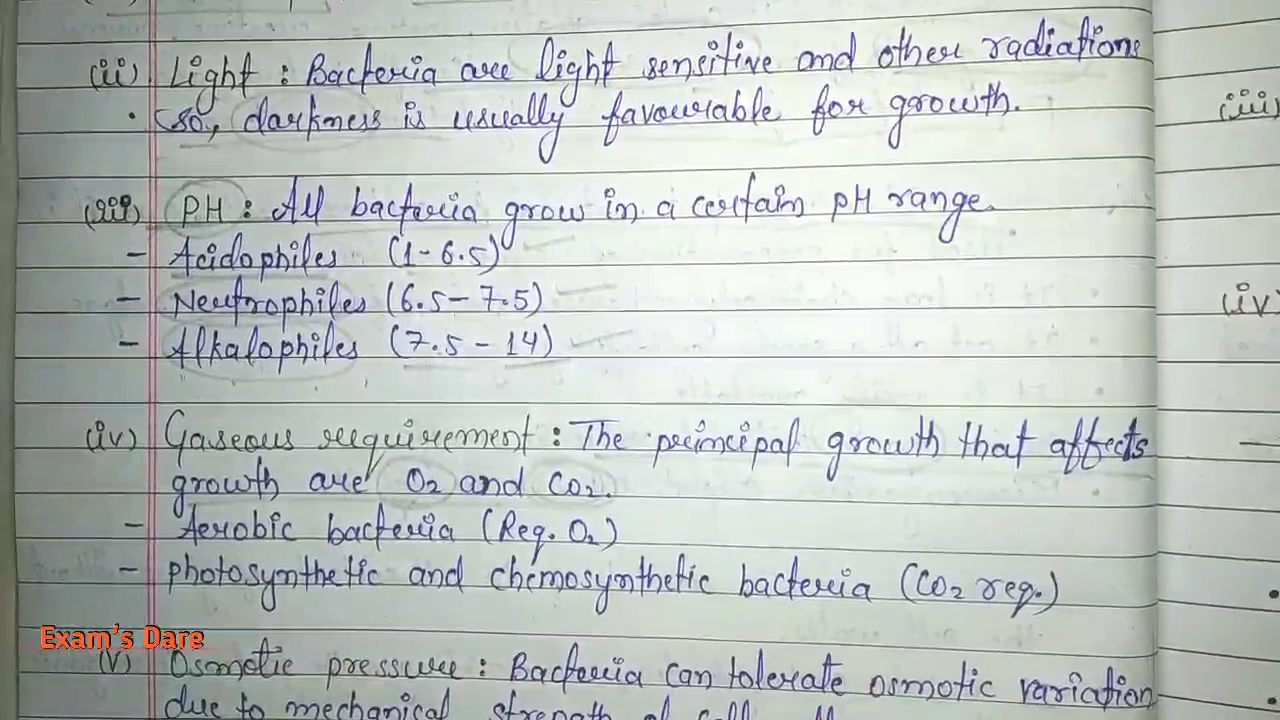 (ii) Light : Bacteria are light sensitive and other radiations
• so, darkness is usually favourable for growth.
(iii)
(iii) PH : All bacteria grow in a certain pH range.
- Acidophiles (1-6.5)
- Neutrophiles (6.5-7.5)
(iv
- Alkalophiles (7.5-14)
(iv) Gaseous requirement : The principal growth that affects
growth are O₂ and CO₂.
- Aerobic bacteria (Req. O₂)
- photosynthetic and chemosynthetic bacteria (CO₂ req.)
Exam's Dare
(v) Osmotic pressure : Bacteria can tolerate osmotic variation
due to mechanical strength of cell